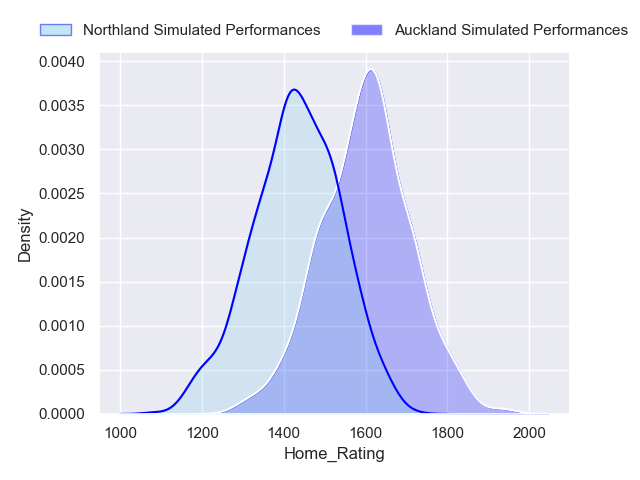 Northland Simulated Performances Auckland Simulated Performances
0.0040
0.0035
0.0030
0.0025
0.0020
0.0015
0.0010
0.0005
0.0000
Density
1000 1200 1400 1600 1800 2000
Home_Rating